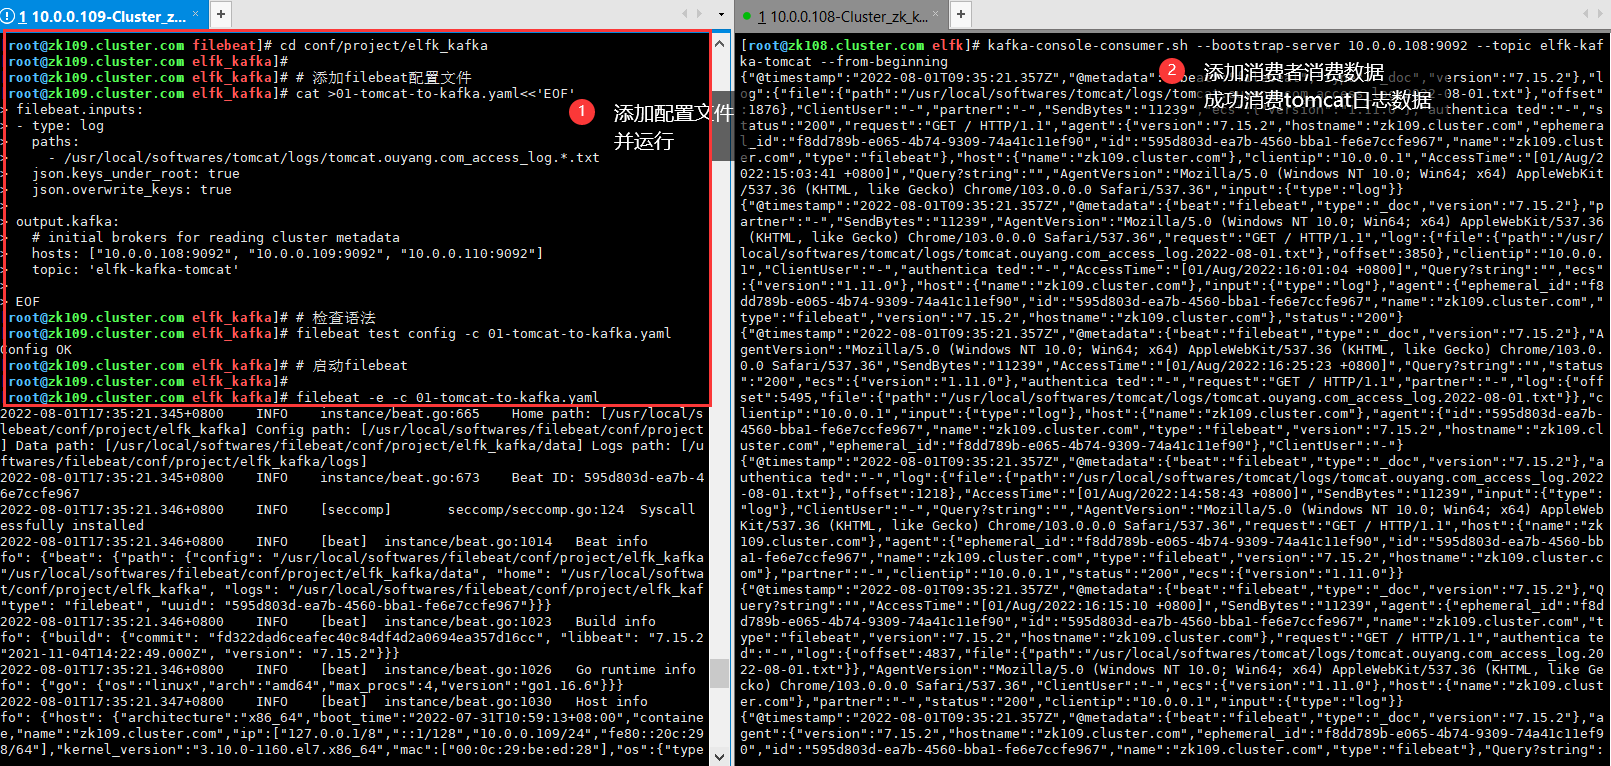 1 10.0.0.109-Cluster_z...
root@zk109.cluster.com filebeat]# cd conf/project/elfk_kafka
root@zk109.cluster.com elfk_kafka]#
root@zk109.cluster.com elfk_kafka]# # 添加filebeat配置文件
root@zk109.cluster.com elfk_kafka]# cat >01-tomcat-to-kafka.yaml<<'EOF'
> filebeat.inputs:
> - type: log
>   paths:
>     - /usr/local/softwares/tomcat/logs/tomcat.ouyang.com_access_log.*.txt
>   json.keys_under_root: true
>   json.overwrite_keys: true
>
> output.kafka:
>   # initial brokers for reading cluster metadata
>   hosts: ["10.0.0.108:9092", "10.0.0.109:9092", "10.0.0.110:9092"]
>   topic: 'elfk-kafka-tomcat'
>
> EOF
root@zk109.cluster.com elfk_kafka]# # 检查语法
root@zk109.cluster.com elfk_kafka]# filebeat test config -c 01-tomcat-to-kafka.yaml
Config OK
root@zk109.cluster.com elfk_kafka]# # 启动filebeat
root@zk109.cluster.com elfk_kafka]#
root@zk109.cluster.com elfk_kafka]# filebeat -e -c 01-tomcat-to-kafka.yaml
1
添加配置文件
并运行
2022-08-01T17:35:21.345+0800    INFO    instance/beat.go:665    Home path: [/usr/local/s
lebeat/conf/project/elfk_kafka] Config path: [/usr/local/softwares/filebeat/conf/project
] Data path: [/usr/local/softwares/filebeat/conf/project/elfk_kafka/data] Logs path: [/u
ftwares/filebeat/conf/project/elfk_kafka/logs]
2022-08-01T17:35:21.345+0800    INFO    instance/beat.go:673    Beat ID: 595d803d-ea7b-4
6e7ccfe967
2022-08-01T17:35:21.346+0800    INFO    [seccomp]       seccomp/seccomp.go:124  Syscall
essfully installed
2022-08-01T17:35:21.346+0800    INFO    [beat]  instance/beat.go:1014   Beat info
fo": {"beat": {"path": {"config": "/usr/local/softwares/filebeat/conf/project/elfk_kafka
"/usr/local/softwares/filebeat/conf/project/elfk_kafka/data", "home": "/usr/local/softwa
t/conf/project/elfk_kafka", "logs": "/usr/local/softwares/filebeat/conf/project/elfk_kaf
"type": "filebeat", "uuid": "595d803d-ea7b-4560-bba1-fe6e7ccfe967"}}}
2022-08-01T17:35:21.346+0800    INFO    [beat]  instance/beat.go:1023   Build info
fo": {"build": {"commit": "fd322dad6ceafec40c84df4d2a0694ea357d16cc", "libbeat": "7.15.2
"2021-11-04T14:22:49.000Z", "version": "7.15.2"}}}
2022-08-01T17:35:21.346+0800    INFO    [beat]  instance/beat.go:1026   Go runtime info
fo": {"go": {"os":"linux","arch":"amd64","max_procs":4,"version":"go1.16.6"}}}
2022-08-01T17:35:21.347+0800    INFO    [beat]  instance/beat.go:1030   Host info
fo": {"host": {"architecture":"x86_64","boot_time":"2022-07-31T10:59:13+08:00","containe
e,"name":"zk109.cluster.com","ip":["127.0.0.1/8","::1/128","10.0.0.109/24","fe80::20c:29
8/64"],"kernel_version":"3.10.0-1160.el7.x86_64","mac":["00:0c:29:be:ed:28"],"os":{"type
1 10.0.0.108-Cluster_zk_k...
[root@zk108.cluster.com elfk]# kafka-console-consumer.sh --bootstrap-server 10.0.0.108:9092 --topic elfk-kaf
ka-tomcat --from-beginning
2
添加消费者消费数据
成功消费tomcat日志数据
{"@timestamp":"2022-08-01T09:35:21.357Z","@metadata":{"beat":"filebeat","type":"_doc","version":"7.15.2"},"l
og":{"file":{"path":"/usr/local/softwares/tomcat/logs/tomcat.ouyang.com_access_log.2022-08-01.txt"},"offset"
:1876},"ClientUser":"-","partner":"-","SendBytes":"11239","ecs":{"version":"1.11.0"},"authentica ted":"-","s
tatus":"200","request":"GET / HTTP/1.1","agent":{"version":"7.15.2","hostname":"zk109.cluster.com","ephemeral
_id":"f8dd789b-e065-4b74-9309-74a41c11ef90","id":"595d803d-ea7b-4560-bba1-fe6e7ccfe967","name":"zk109.clust
er.com","type":"filebeat"},"host":{"name":"zk109.cluster.com"},"clientip":"10.0.0.1","AccessTime":"[01/Aug/2
022:15:03:41 +0800]","Query?string":"","AgentVersion":"Mozilla/5.0 (Windows NT 10.0; Win64; x64) AppleWebKit
/537.36 (KHTML, like Gecko) Chrome/103.0.0.0 Safari/537.36","input":{"type":"log"}}
{"@timestamp":"2022-08-01T09:35:21.357Z","@metadata":{"beat":"filebeat","type":"_doc","version":"7.15.2"},"p
artner":"-","SendBytes":"11239","AgentVersion":"Mozilla/5.0 (Windows NT 10.0; Win64; x64) AppleWebKit/537.36
 (KHTML, like Gecko) Chrome/103.0.0.0 Safari/537.36","request":"GET / HTTP/1.1","log":{"file":{"path":"/usr/
local/softwares/tomcat/logs/tomcat.ouyang.com_access_log.2022-08-01.txt"},"offset":3850},"clientip":"10.0.0.
1","ClientUser":"-","authentica ted":"-","AccessTime":"[01/Aug/2022:16:01:04 +0800]","Query?string":"","ecs"
:{"version":"1.11.0"},"host":{"name":"zk109.cluster.com"},"input":{"type":"log"},"agent":{"ephemeral_id":"f8
dd789b-e065-4b74-9309-74a41c11ef90","id":"595d803d-ea7b-4560-bba1-fe6e7ccfe967","name":"zk109.cluster.com",
"type":"filebeat","version":"7.15.2","hostname":"zk109.cluster.com"},"status":"200"}
{"@timestamp":"2022-08-01T09:35:21.357Z","@metadata":{"beat":"filebeat","type":"_doc","version":"7.15.2"},"A
gentVersion":"Mozilla/5.0 (Windows NT 10.0; Win64; x64) AppleWebKit/537.36 (KHTML, like Gecko) Chrome/103.0.
0.0 Safari/537.36","SendBytes":"11239","AccessTime":"[01/Aug/2022:16:25:23 +0800]","Query?string":"","status
":"200","ecs":{"version":"1.11.0"},"authentica ted":"-","request":"GET / HTTP/1.1","partner":"-","log":{"off
set":5495,"file":{"path":"/usr/local/softwares/tomcat/logs/tomcat.ouyang.com_access_log.2022-08-01.txt"}},"c
lientip":"10.0.0.1","input":{"type":"log"},"host":{"name":"zk109.cluster.com"},"agent":{"id":"595d803d-ea7b-
4560-bba1-fe6e7ccfe967","name":"zk109.cluster.com","type":"filebeat","version":"7.15.2","hostname":"zk109.cl
uster.com","ephemeral_id":"f8dd789b-e065-4b74-9309-74a41c11ef90"},"ClientUser":"-"}
{"@timestamp":"2022-08-01T09:35:21.357Z","@metadata":{"beat":"filebeat","type":"_doc","version":"7.15.2"},"a
uthentica ted":"-","log":{"file":{"path":"/usr/local/softwares/tomcat/logs/tomcat.ouyang.com_access_log.2022
-08-01.txt"},"offset":1218},"AccessTime":"[01/Aug/2022:14:58:43 +0800]","SendBytes":"11239","input":{"type":
"log"},"ClientUser":"-","Query?string":"","AgentVersion":"Mozilla/5.0 (Windows NT 10.0; Win64; x64) AppleWeb
Kit/537.36 (KHTML, like Gecko) Chrome/103.0.0.0 Safari/537.36","request":"GET / HTTP/1.1","host":{"name":"zk
109.cluster.com"},"agent":{"ephemeral_id":"f8dd789b-e065-4b74-9309-74a41c11ef90","id":"595d803d-ea7b-4560-bb
a1-fe6e7ccfe967","name":"zk109.cluster.com","type":"filebeat","version":"7.15.2","hostname":"zk109.cluster.c
om"},"partner":"-","clientip":"10.0.0.1","status":"200","ecs":{"version":"1.11.0"}}
{"@timestamp":"2022-08-01T09:35:21.357Z","@metadata":{"beat":"filebeat","type":"_doc","version":"7.15.2"},"Q
uery?string":"","AccessTime":"[01/Aug/2022:16:15:10 +0800]","SendBytes":"11239","agent":{"ephemeral_id":"f8d
d789b-e065-4b74-9309-74a41c11ef90","id":"595d803d-ea7b-4560-bba1-fe6e7ccfe967","name":"zk109.cluster.com","t
ype":"filebeat","version":"7.15.2","hostname":"zk109.cluster.com"},"request":"GET / HTTP/1.1","authentica te
d":"-","log":{"offset":4837,"file":{"path":"/usr/local/softwares/tomcat/logs/tomcat.ouyang.com_access_log.20
22-08-01.txt"}},"AgentVersion":"Mozilla/5.0 (Windows NT 10.0; Win64; x64) AppleWebKit/537.36 (KHTML, like Ge
cko) Chrome/103.0.0.0 Safari/537.36","ClientUser":"-","ecs":{"version":"1.11.0"},"host":{"name":"zk109.clust
er.com"},"partner":"-","status":"200","clientip":"10.0.0.1","input":{"type":"log"}}
{"@timestamp":"2022-08-01T09:35:21.357Z","@metadata":{"beat":"filebeat","type":"_doc","version":"7.15.2"},"a
gent":{"version":"7.15.2","hostname":"zk109.cluster.com","ephemeral_id":"f8dd789b-e065-4b74-9309-74a41c11ef9
0","id":"595d803d-ea7b-4560-bba1-fe6e7ccfe967","name":"zk109.cluster.com","type":"filebeat"},"Query?string":